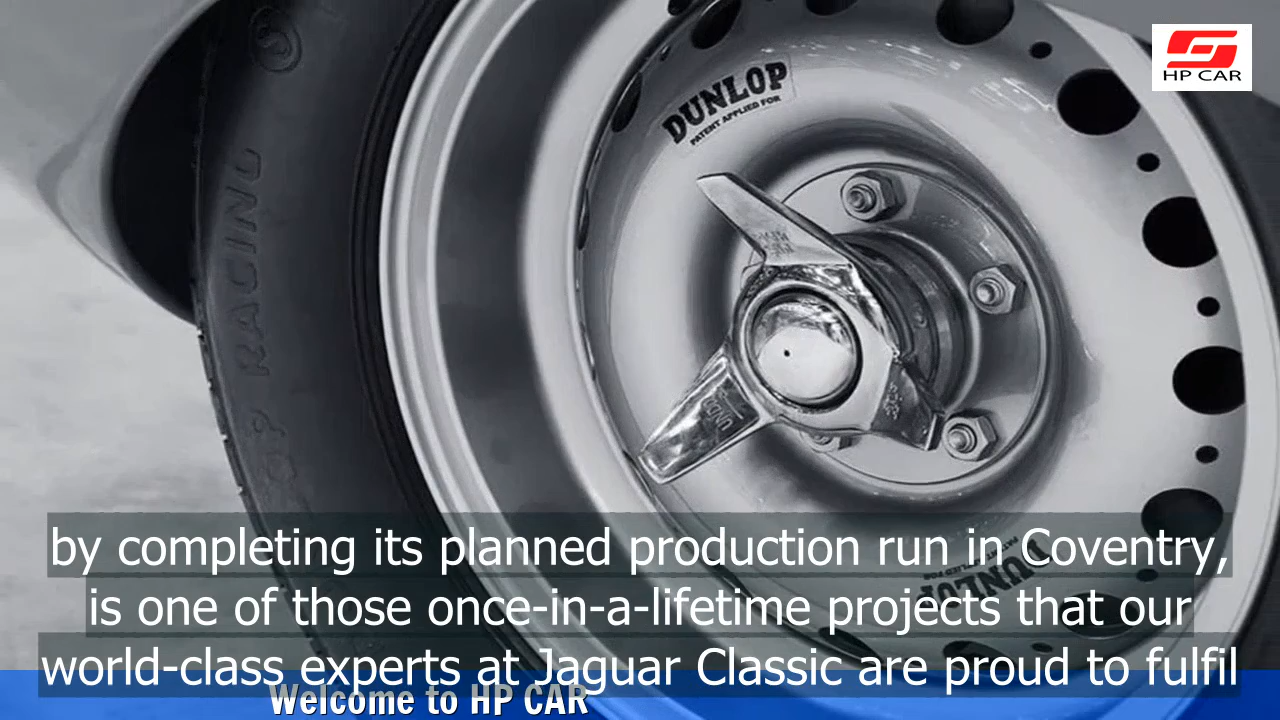 HP CAR
DUNLOP
PATENT APPLIED FOR
RACING
DUNLOP
by completing its planned production run in Coventry,
is one of those once-in-a-lifetime projects that our
world-class experts at Jaguar Classic are proud to fulfil
Welcome to HP CAR